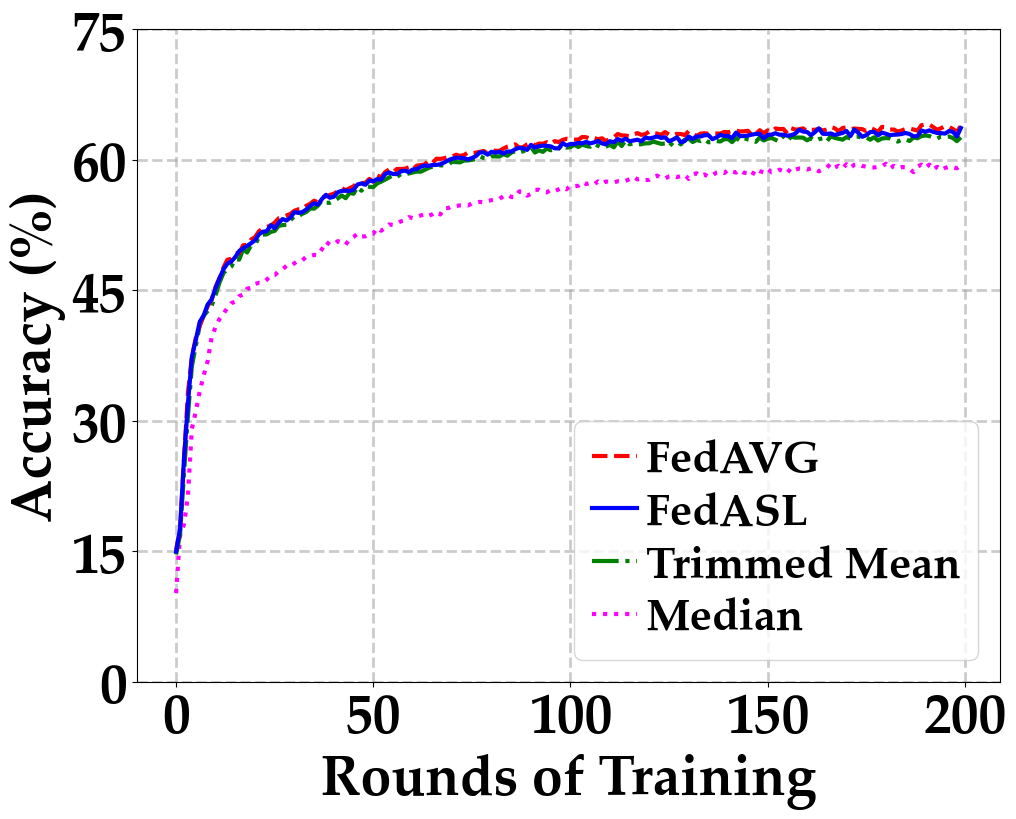 Accuracy (%)
75
60
45
30
15
0
FedAVG
FedASL
Trimmed Mean
Median
0 50 100 150 200
Rounds of Training